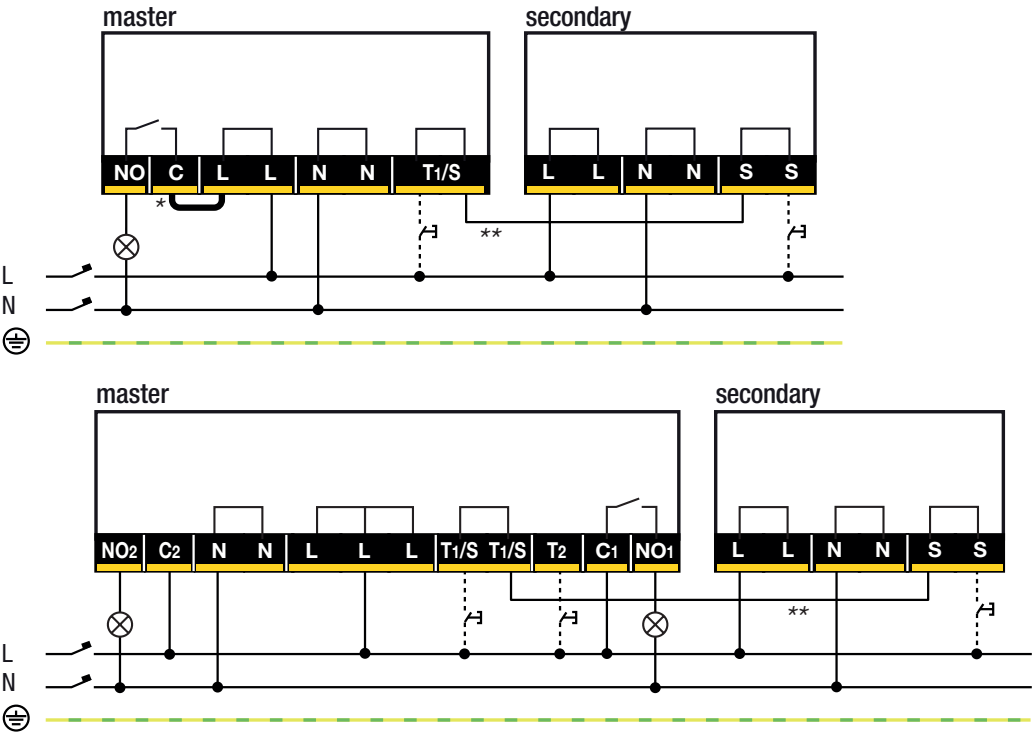 master secondary
NO C L L N N T1/S L L N N S S
*
**
L
N
master secondary
NO2 C2 N N L L L T1/S T1/S T2 C1 NO1 L L N N S S
**
L
N